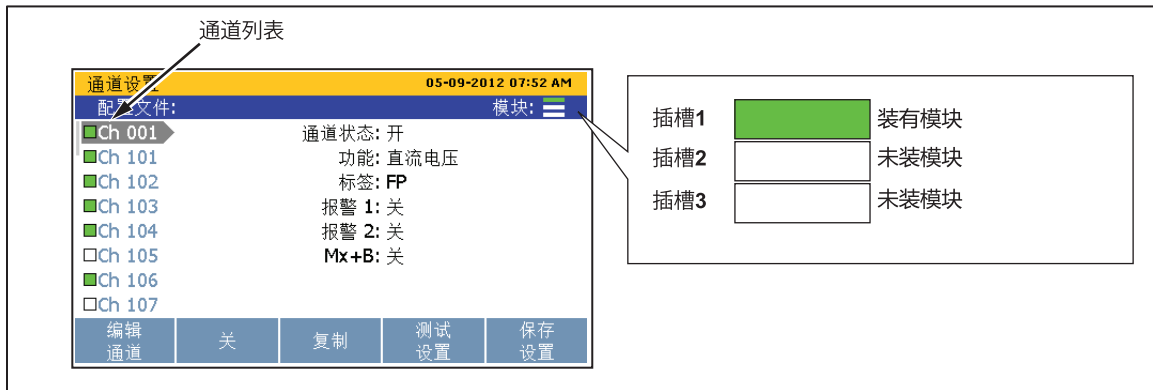 通道列表
通道设置 05-09-2012 07:52 AM
配置文件: 模块:
Ch 001
Ch 101
Ch 102
Ch 103
Ch 104
Ch 105
Ch 106
Ch 107
通道状态: 开
功能: 直流电压
标签: FP
报警 1: 关
报警 2: 关
Mx+B: 关
编辑通道
关
复制
测试设置
保存设置
插槽1 装有模块
插槽2 未装模块
插槽3 未装模块